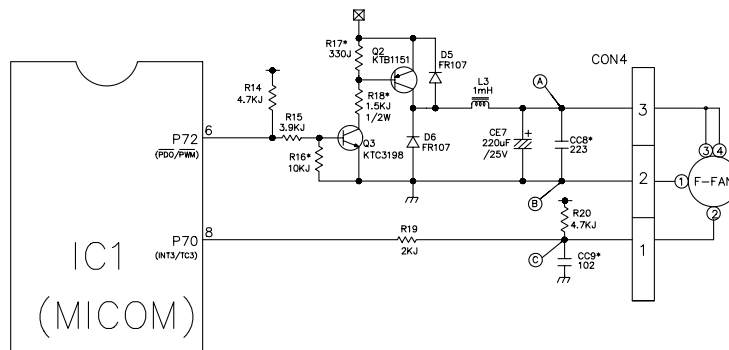 R17*
330J
Q2
KTB1151
D5
FR107
L3
1mH
CON4
R14
4.7KJ
R18*
1.5KJ
1/2W
A
P72
6
(PDO/PWM)
R15
3.9KJ
Q3
KTC3198
R16*
10KJ
D6
FR107
CE7
+
220uF
/25V
CC8*
223
3
3
4
2
1
F-FAN
B
2
P70
8
(INT3/TC3)
R19
2KJ
R20
4.7KJ
C
CC9*
102
1
IC1
(MICOM)